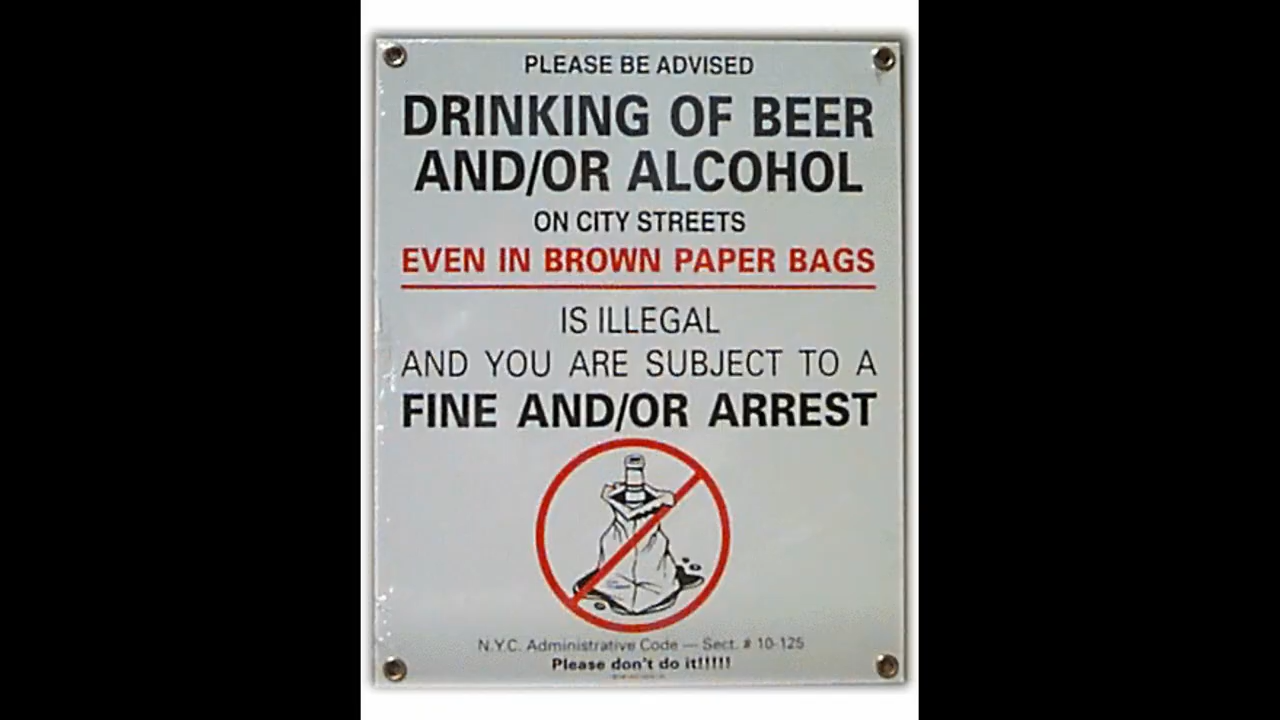 PLEASE BE ADVISED
DRINKING OF BEER
AND/OR ALCOHOL
ON CITY STREETS
EVEN IN BROWN PAPER BAGS
IS ILLEGAL
AND YOU ARE SUBJECT TO A
FINE AND/OR ARREST
N.Y.C. Administrative Code — Sect. # 10-125
Please don't do it!!!!!